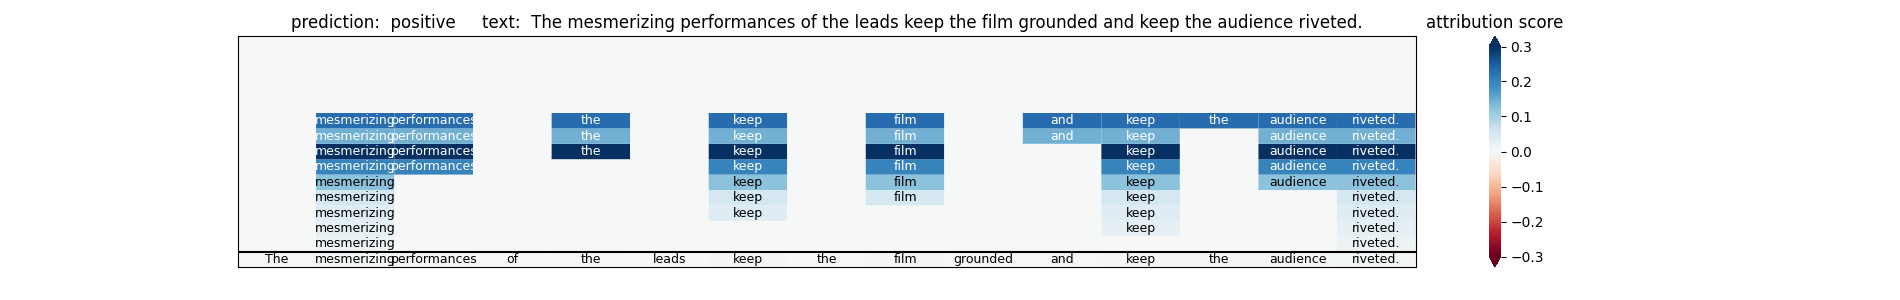 prediction: positive text: The mesmerizing performances of the leads keep the film grounded and keep the audience riveted. attribution score
0.3
mesmerizing performances the keep film and keep the audience riveted.
0.2
mesmerizing performances the keep film and keep audience riveted.
0.1
mesmerizing performances the keep film keep audience riveted.
0.0
mesmerizing performances keep film keep audience riveted.
mesmerizing keep film keep audience riveted.
−0.1
mesmerizing keep film keep riveted.
mesmerizing keep keep riveted.
−0.2
mesmerizing keep riveted.
mesmerizing riveted.
−0.3
The mesmerizing performances of the leads keep the film grounded and keep the audience riveted.